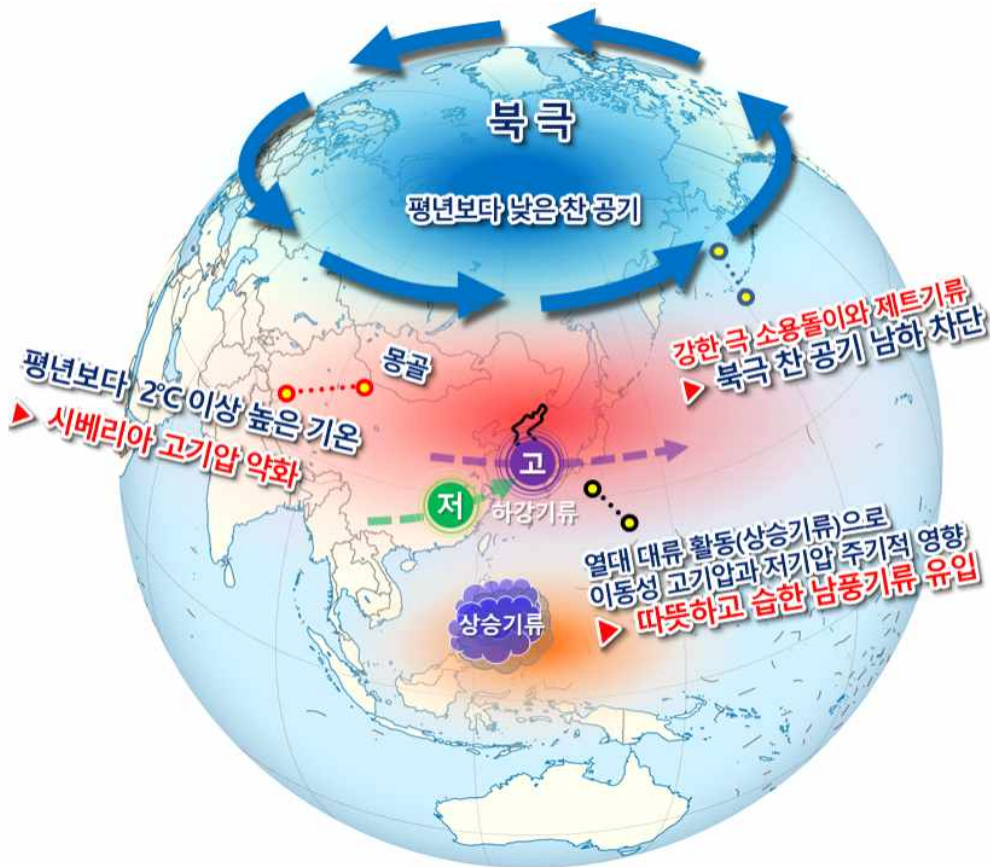 북극
평년보다 낮은 찬 공기
강한 극 소용돌이와 제트기류
▶ 북극 찬 공기 남하 차단
몽골
평년보다 2℃ 이상 높은 기온
▶ 시베리아 고기압 약화
고
저
하강기류
열대 대류 활동(상승기류)으로
이동성 고기압과 저기압 주기적 영향
▶ 따뜻하고 습한 남풍기류 유입
상승기류